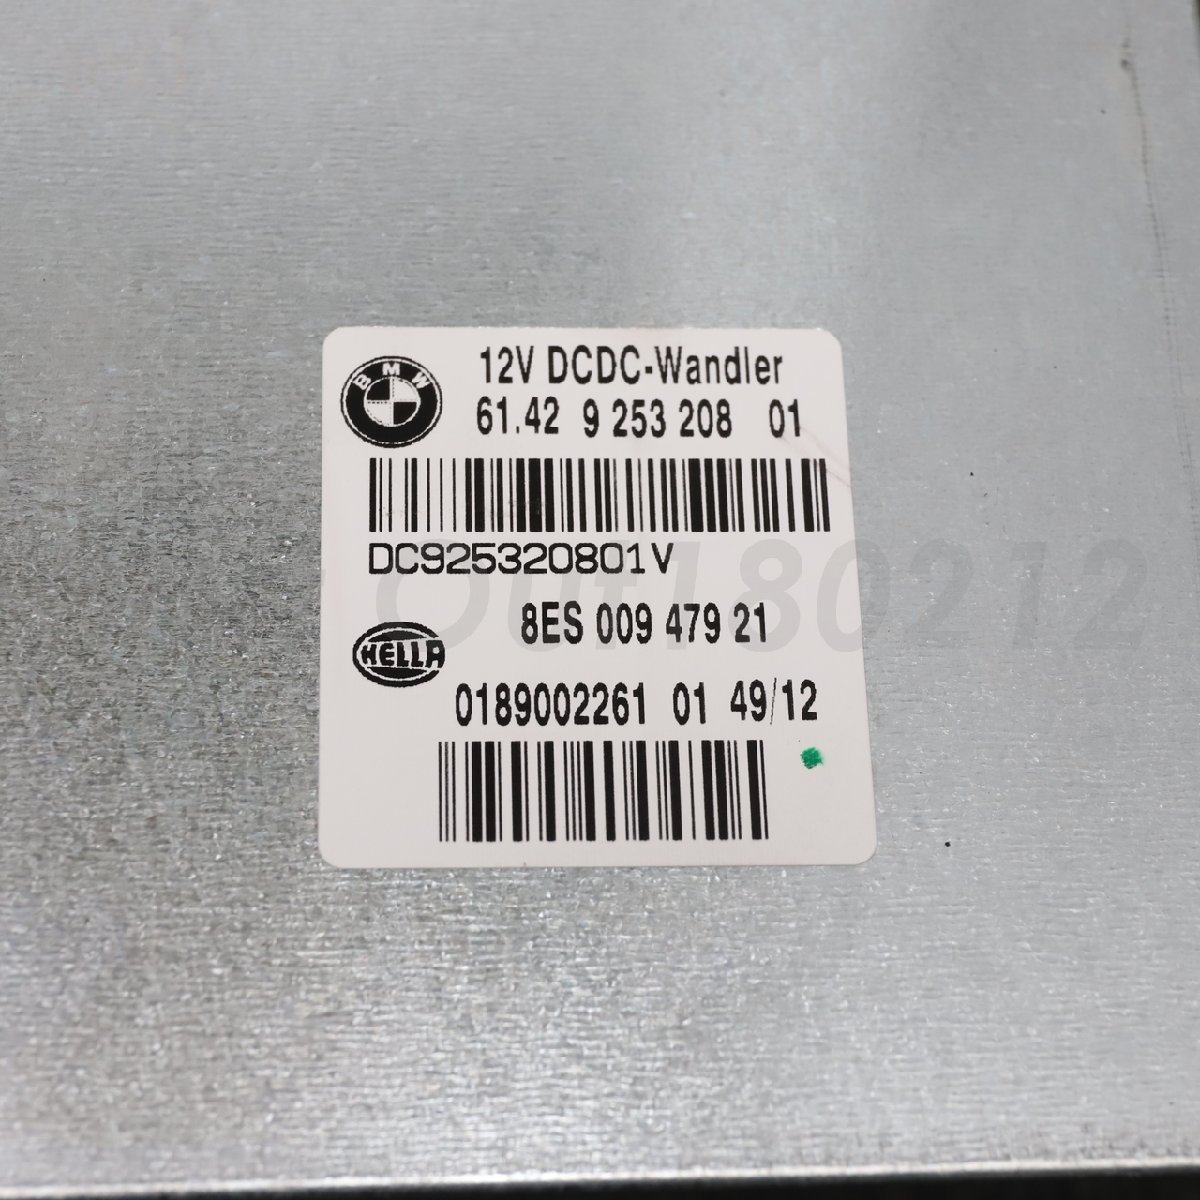 BMW
12V DCDC-Wandler
61.42 9 253 208 01
DC925320801V
8ES 009 479 21
HELLA
0189002261 01 49/12